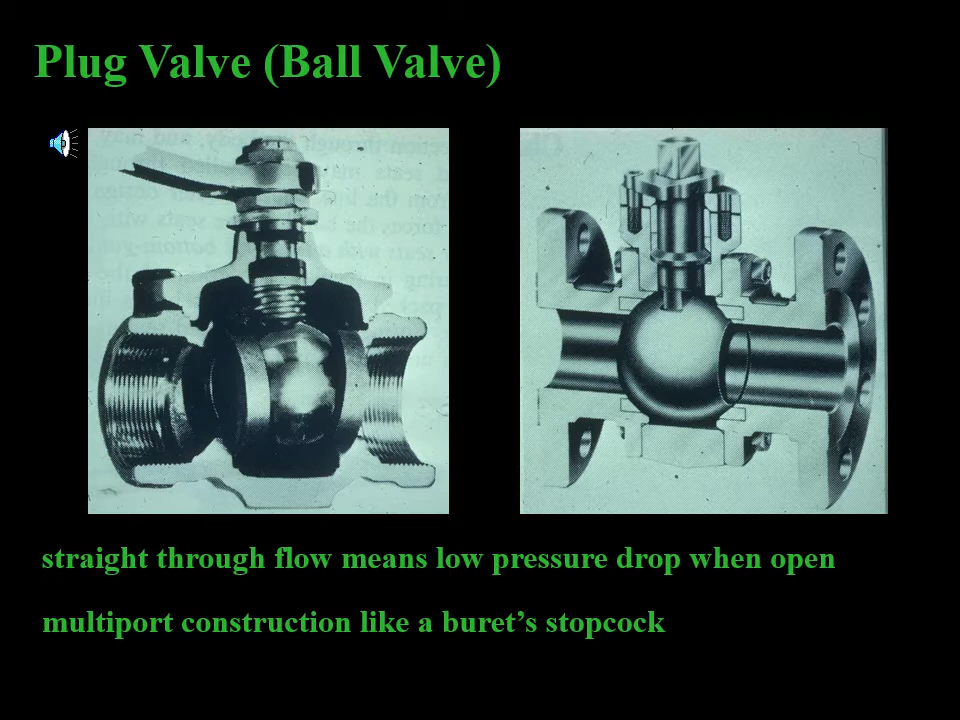 Plug Valve (Ball Valve)
straight through flow means low pressure drop when open
multiport construction like a buret’s stopcock